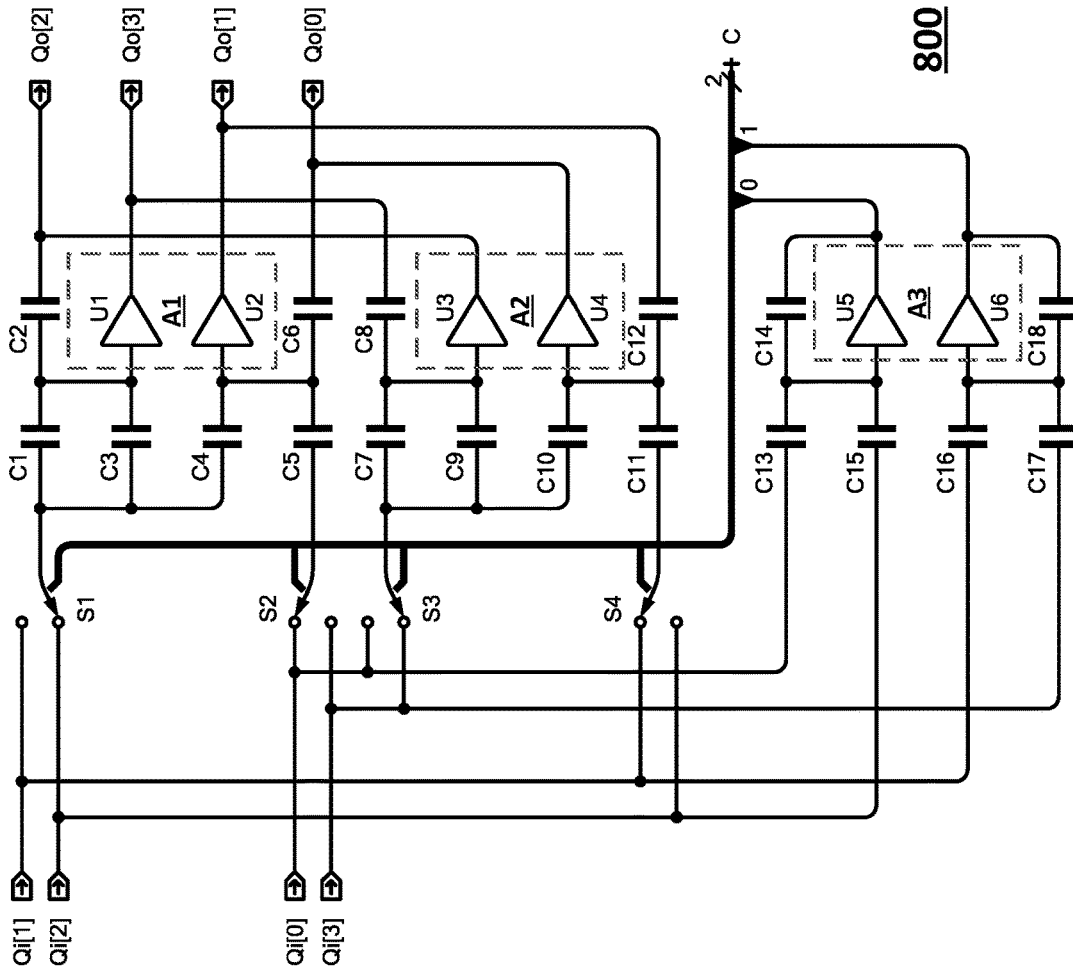 Qo[2]
Qo[3]
Qo[1]
Qo[0]
C2
U1
A1
U2
C6
C8
U3
A2
U4
C12
2
C
0
1
800
C14
U5
A3
U6
C18
C1
C3
C4
C5
C7
C9
C10
C11
C13
C15
C16
C17
S1
S2
S3
S4
Qi[1]
Qi[2]
Qi[0]
Qi[3]